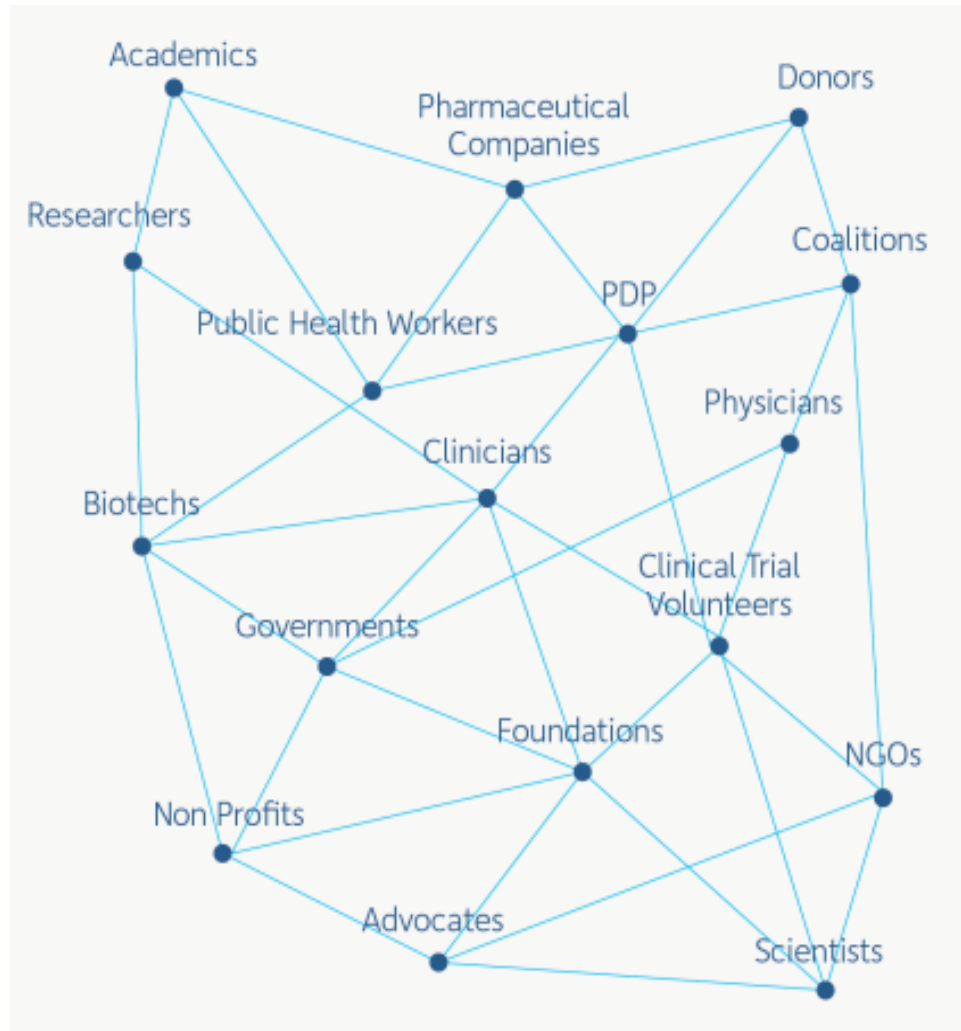 Academics
Donors
Pharmaceutical
Companies
Researchers
Coalitions
PDP
Public Health Workers
Physicians
Clinicians
Biotechs
Clinical Trial
Volunteers
Governments
Foundations
NGOs
Non Profits
Advocates
Scientists